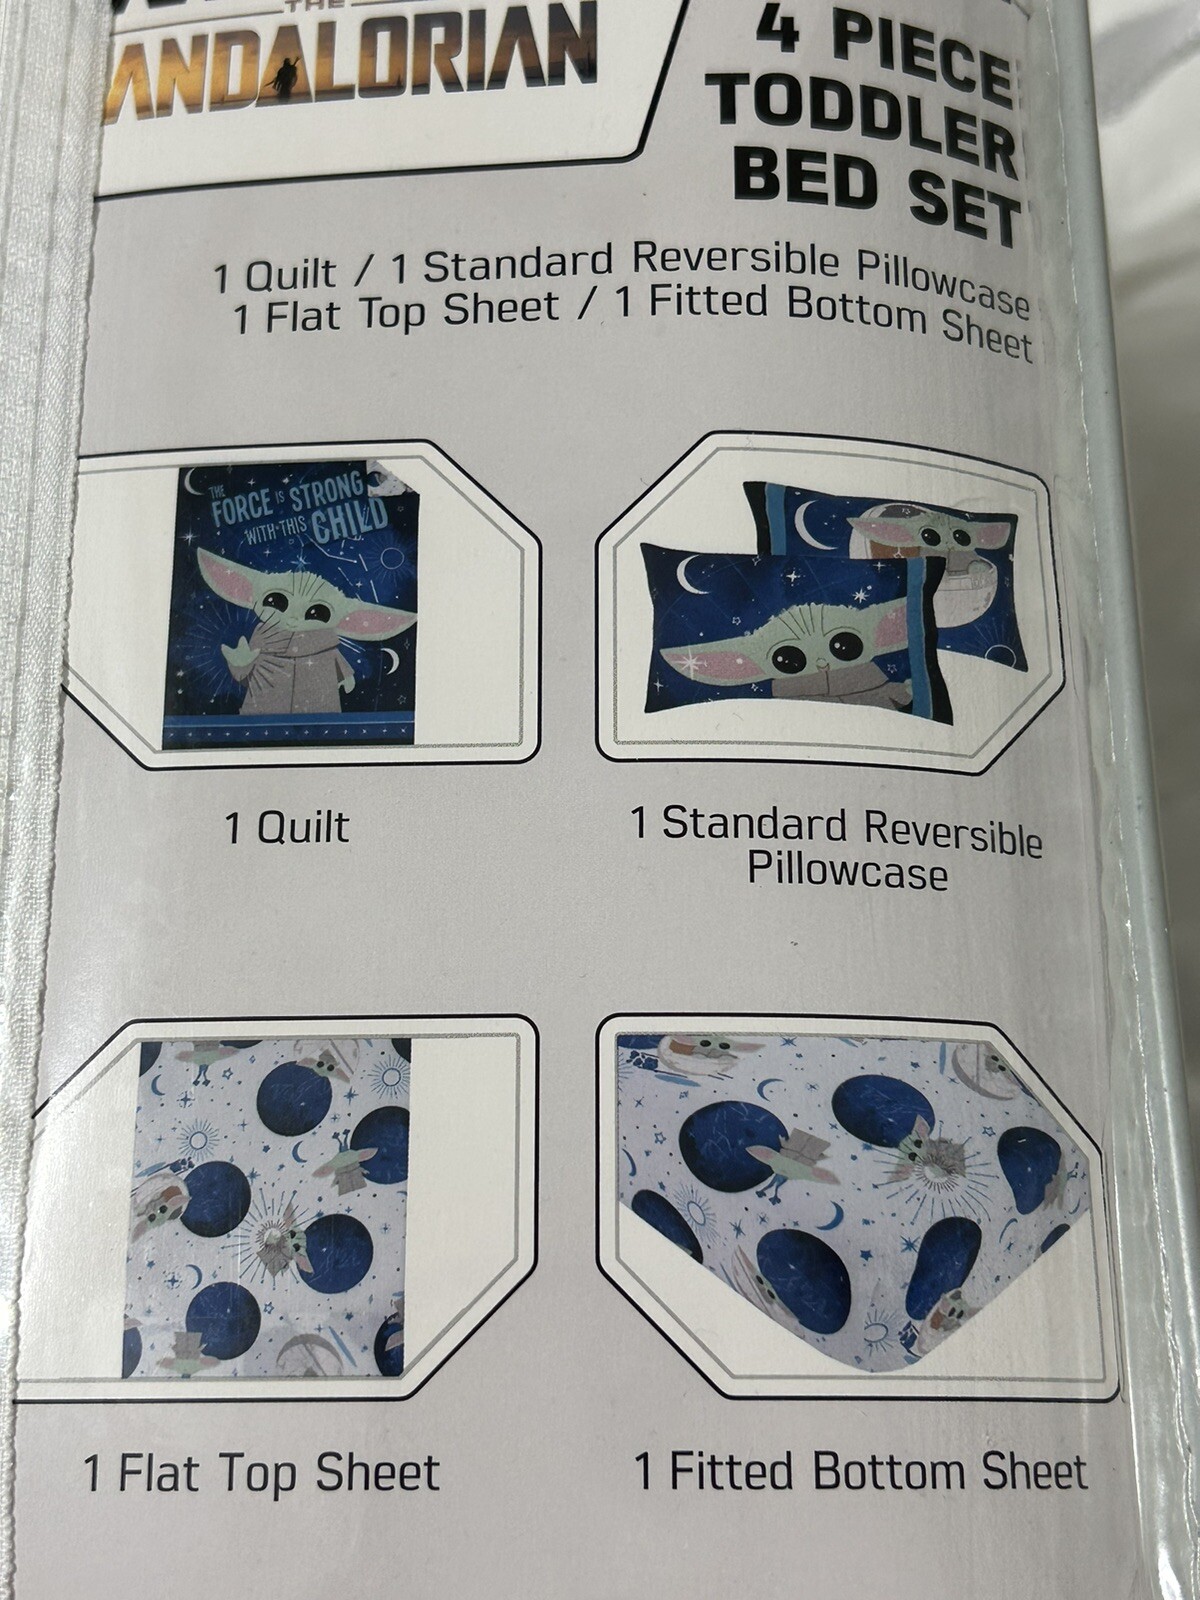 THE
MANDALORIAN
4 PIECE
TODDLER
BED SET
1 Quilt / 1 Standard Reversible Pillowcase
1 Flat Top Sheet / 1 Fitted Bottom Sheet
THE
FORCE IS STRONG
WITH THIS CHILD
1 Quilt
1 Standard Reversible
Pillowcase
1 Flat Top Sheet
1 Fitted Bottom Sheet